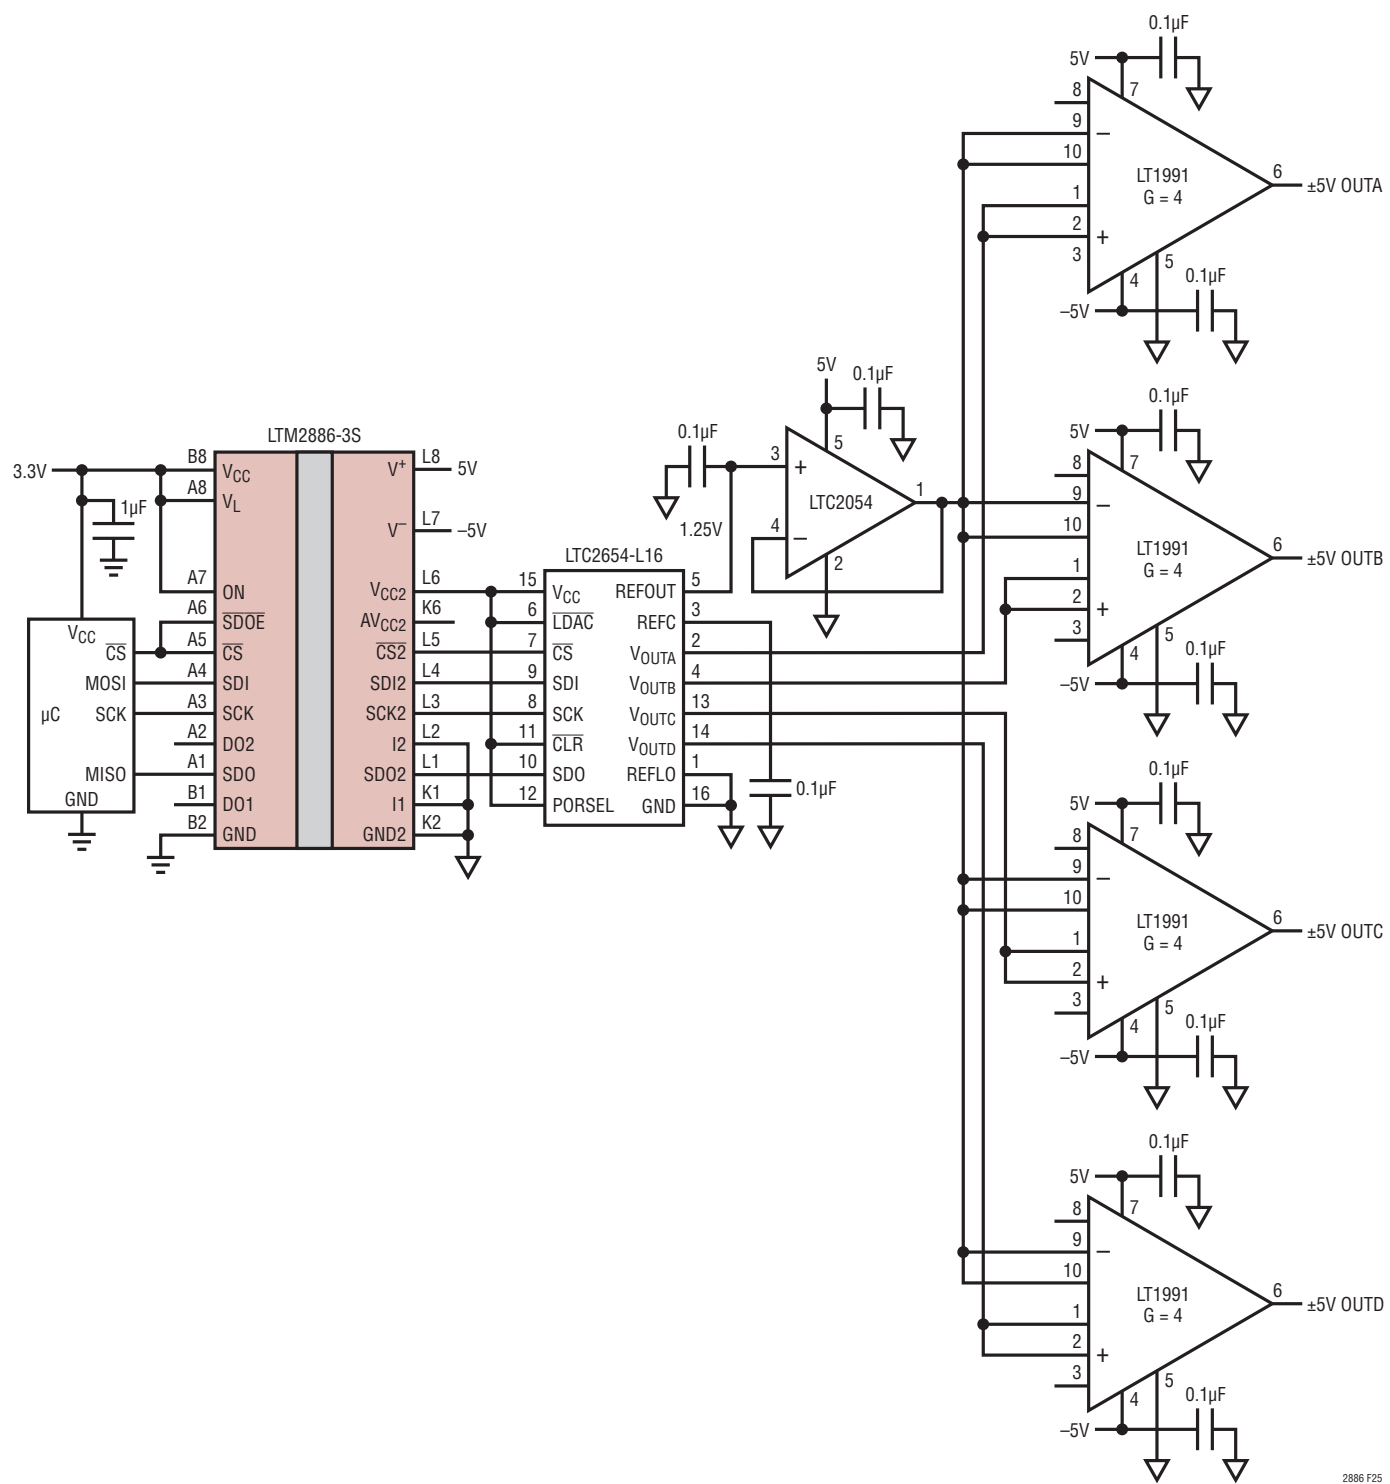 0.1µF
5V
8
7
9
–
10
1
LT1991
G = 4
2
+
3
6
±5V OUTA
5
4
0.1µF
–5V
5V
0.1µF
0.1µF
3
+
5
LTC2054
1
4
–
2
1.25V
0.1µF
5V
8
7
9
–
10
1
LT1991
G = 4
2
+
3
6
±5V OUTB
5
4
0.1µF
–5V
LTM2886-3S
3.3V
B8
VCC
A8
VL
1µF
A7
ON
A6
SDOE
A5
CS
A4
SDI
A3
SCK
A2
DO2
A1
SDO
B1
DO1
B2
GND
VCC
CS
MOSI
µC
SCK
MISO
GND
V+
L8
5V
V–
L7
–5V
VCC2
L6
AVCC2
K6
CS2
L5
SDI2
L4
SCK2
L3
I2
L2
SDO2
L1
I1
K1
GND2
K2
LTC2654-L16
15
VCC
REFOUT
5
6
LDAC
REFC
3
7
CS
VOUTA
2
9
SDI
VOUTB
4
8
SCK
VOUTC
13
11
CLR
VOUTD
14
10
SDO
REFLO
1
12
PORSEL
GND
16
0.1µF
0.1µF
5V
8
7
9
–
10
1
LT1991
G = 4
2
+
3
6
±5V OUTC
5
4
0.1µF
–5V
0.1µF
5V
8
7
9
–
10
1
LT1991
G = 4
2
+
3
6
±5V OUTD
5
4
0.1µF
–5V
2886 F25